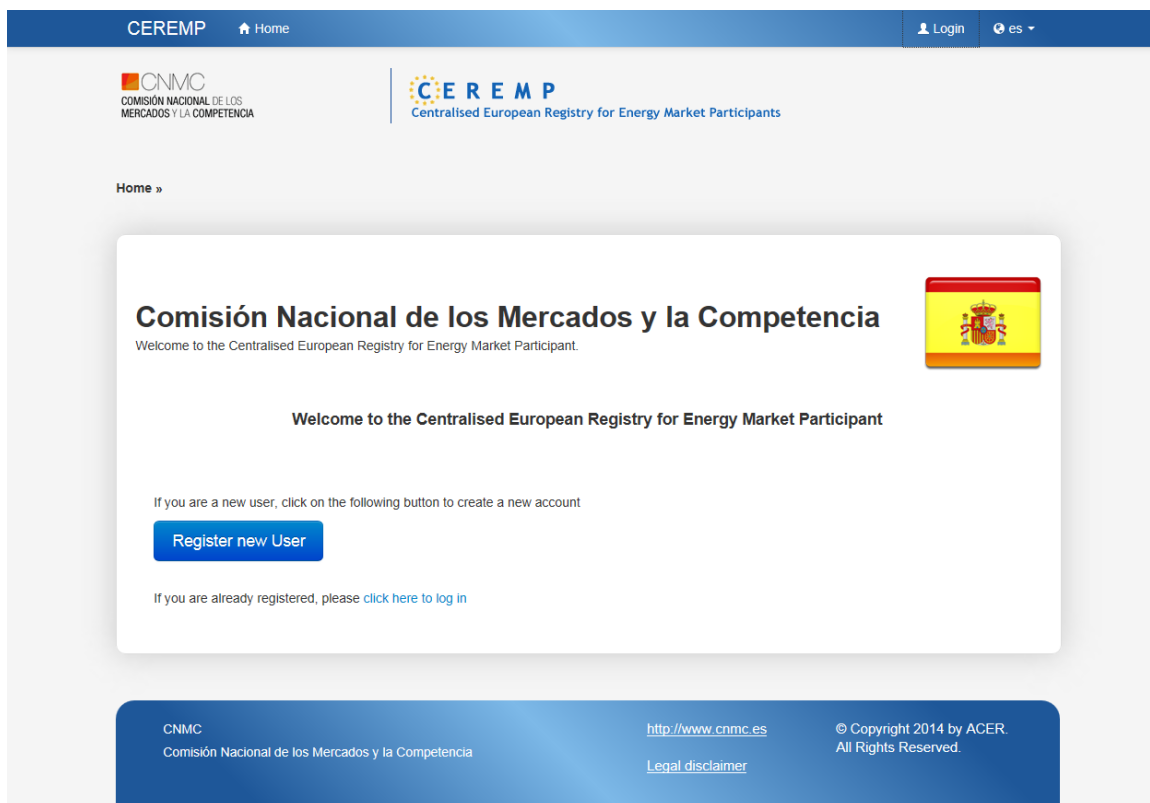 CEREMP Home Login es
CNMC
COMISIÓN NACIONAL DE LOS
MERCADOS Y LA COMPETENCIA
CEREMP
Centralised European Registry for Energy Market Participants
Home »
Comisión Nacional de los Mercados y la Competencia
Welcome to the Centralised European Registry for Energy Market Participant.
Welcome to the Centralised European Registry for Energy Market Participant
If you are a new user, click on the following button to create a new account
Register new User
If you are already registered, please click here to log in
CNMC
Comisión Nacional de los Mercados y la Competencia
http://www.cnmc.es
Legal disclaimer
© Copyright 2014 by ACER.
All Rights Reserved.